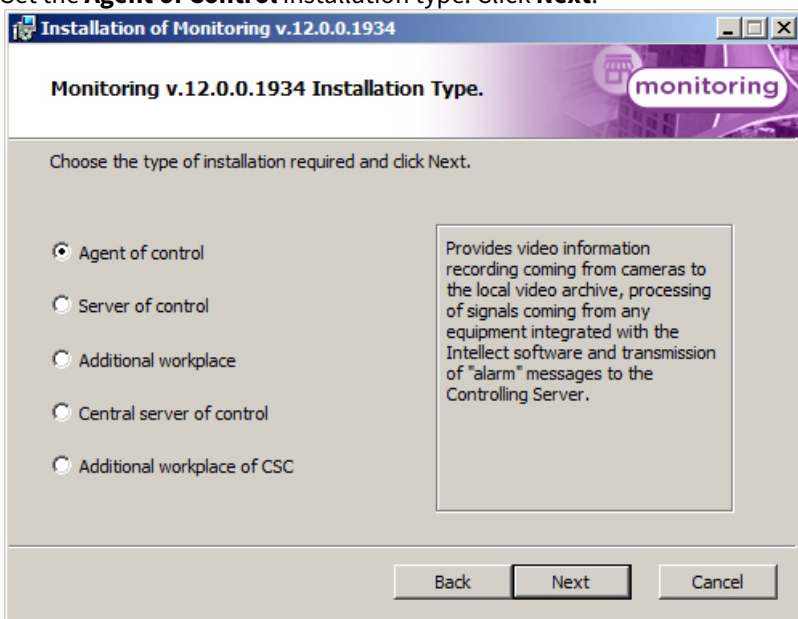 Set the Agent of Control installation type. Click Next.
Installation of Monitoring v.12.0.0.1934
Monitoring v.12.0.0.1934 Installation Type.
monitoring
Choose the type of installation required and click Next.
Agent of control
Server of control
Additional workplace
Central server of control
Additional workplace of CSC
Provides video information
recording coming from cameras to
the local video archive, processing
of signals coming from any
equipment integrated with the
Intellect software and transmission
of "alarm" messages to the
Controlling Server.
Back
Next
Cancel